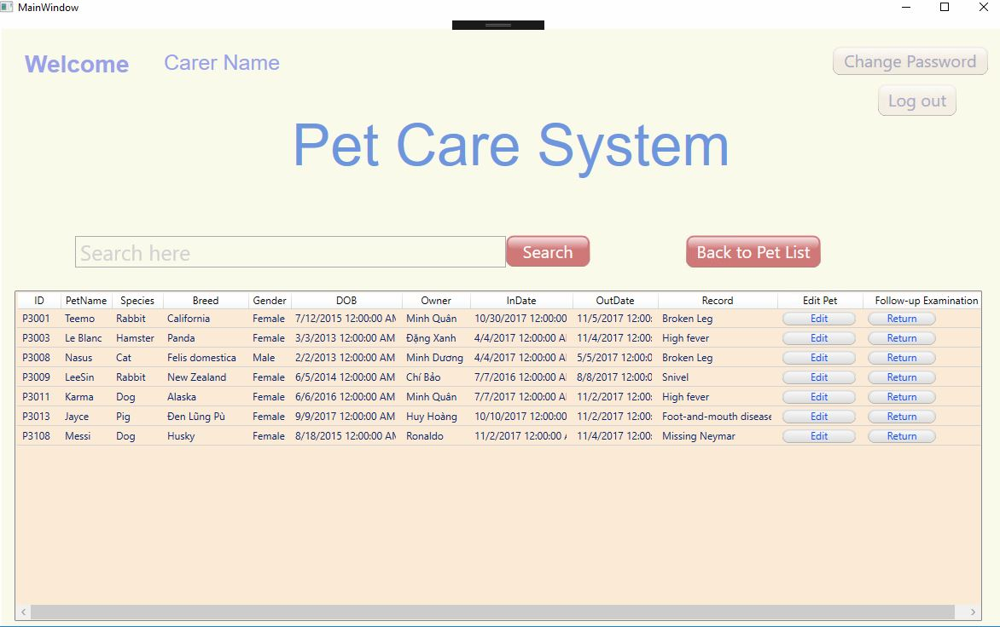 MainWindow
Welcome Carer Name Change Password
Log out
Pet Care System
Search here Search Back to Pet List
ID PetName Species Breed Gender DOB Owner InDate OutDate Record Edit Pet Follow-up Examination
P3001 Teemo Rabbit California Female 7/12/2015 12:00:00 AM Minh Quân 10/30/2017 12:00:00 11/5/2017 12:00: Broken Leg Edit Return
P3003 Le Blanc Hamster Panda Female 3/3/2013 12:00:00 AM Đặng Xanh 4/4/2017 12:00:00 A 11/4/2017 12:00: High fever Edit Return
P3008 Nasus Cat Felis domestica Male 2/2/2013 12:00:00 AM Minh Dương 4/4/2017 12:00:00 A 5/5/2017 12:00:0 Broken Leg Edit Return
P3009 LeeSin Rabbit New Zealand Female 6/5/2014 12:00:00 AM Chí Bảo 7/7/2016 12:00:00 A 8/8/2017 12:00:0 Snivel Edit Return
P3011 Karma Dog Alaska Female 6/6/2016 12:00:00 AM Minh Quân 7/7/2017 12:00:00 A 11/2/2017 12:00: High fever Edit Return
P3013 Jayce Pig Đen Lũng Pù Female 9/9/2017 12:00:00 AM Huy Hoàng 10/10/2017 12:00:00 11/2/2017 12:00: Foot-and-mouth disease Edit Return
P3108 Messi Dog Husky Female 8/18/2015 12:00:00 AM Ronaldo 11/2/2017 12:00:00 A 11/4/2017 12:00: Missing Neymar Edit Return